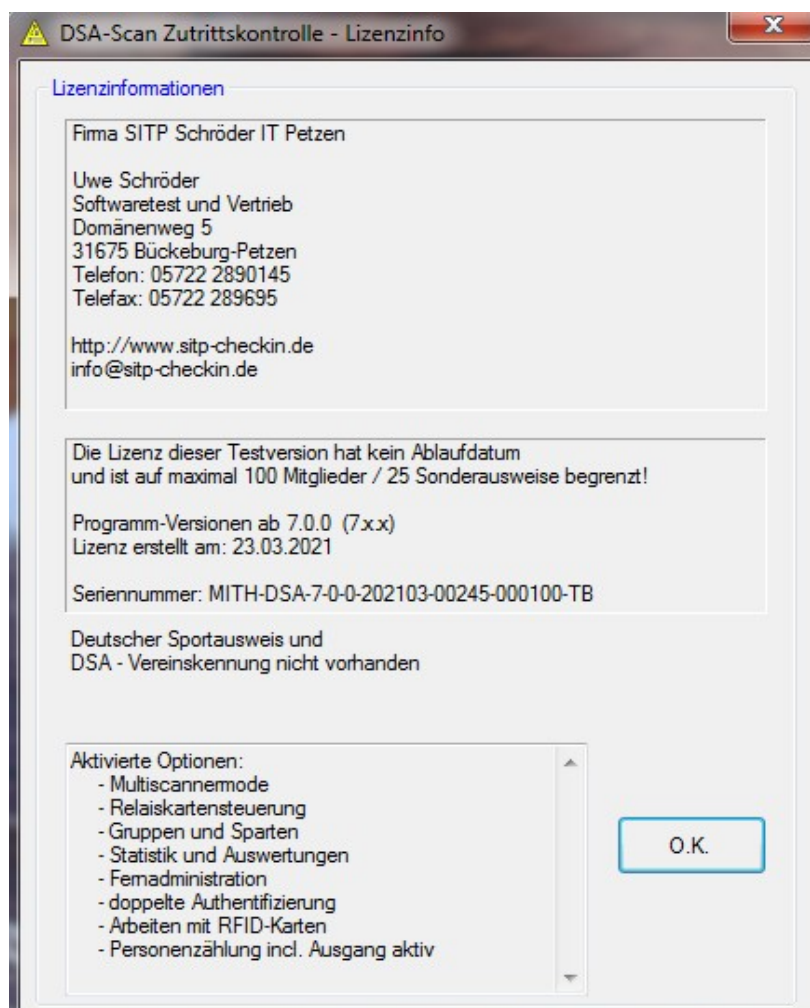 DSA-Scan Zutrittskontrolle - Lizenzinfo
Lizenzinformationen
Firma SITP Schröder IT Petzen
Uwe Schröder
Softwaretest und Vertrieb
Domänenweg 5
31675 Bückeburg-Petzen
Telefon: 05722 2890145
Telefax: 05722 289695
http://www.sitp-checkin.de
info@sitp-checkin.de
Die Lizenz dieser Testversion hat kein Ablaufdatum
und ist auf maximal 100 Mitglieder / 25 Sonderausweise begrenzt!
Programm-Versionen ab 7.0.0 (7.x.x)
Lizenz erstellt am: 23.03.2021
Seriennummer: MITH-DSA-7-0-0-202103-00245-000100-TB
Deutscher Sportausweis und
DSA - Vereinskennung nicht vorhanden
Aktivierte Optionen:
- Multiscannermode
- Relaiskartensteuerung
- Gruppen und Sparten
- Statistik und Auswertungen
- Fernadministration
- doppelte Authentifizierung
- Arbeiten mit RFID-Karten
- Personenzählung incl. Ausgang aktiv
O.K.